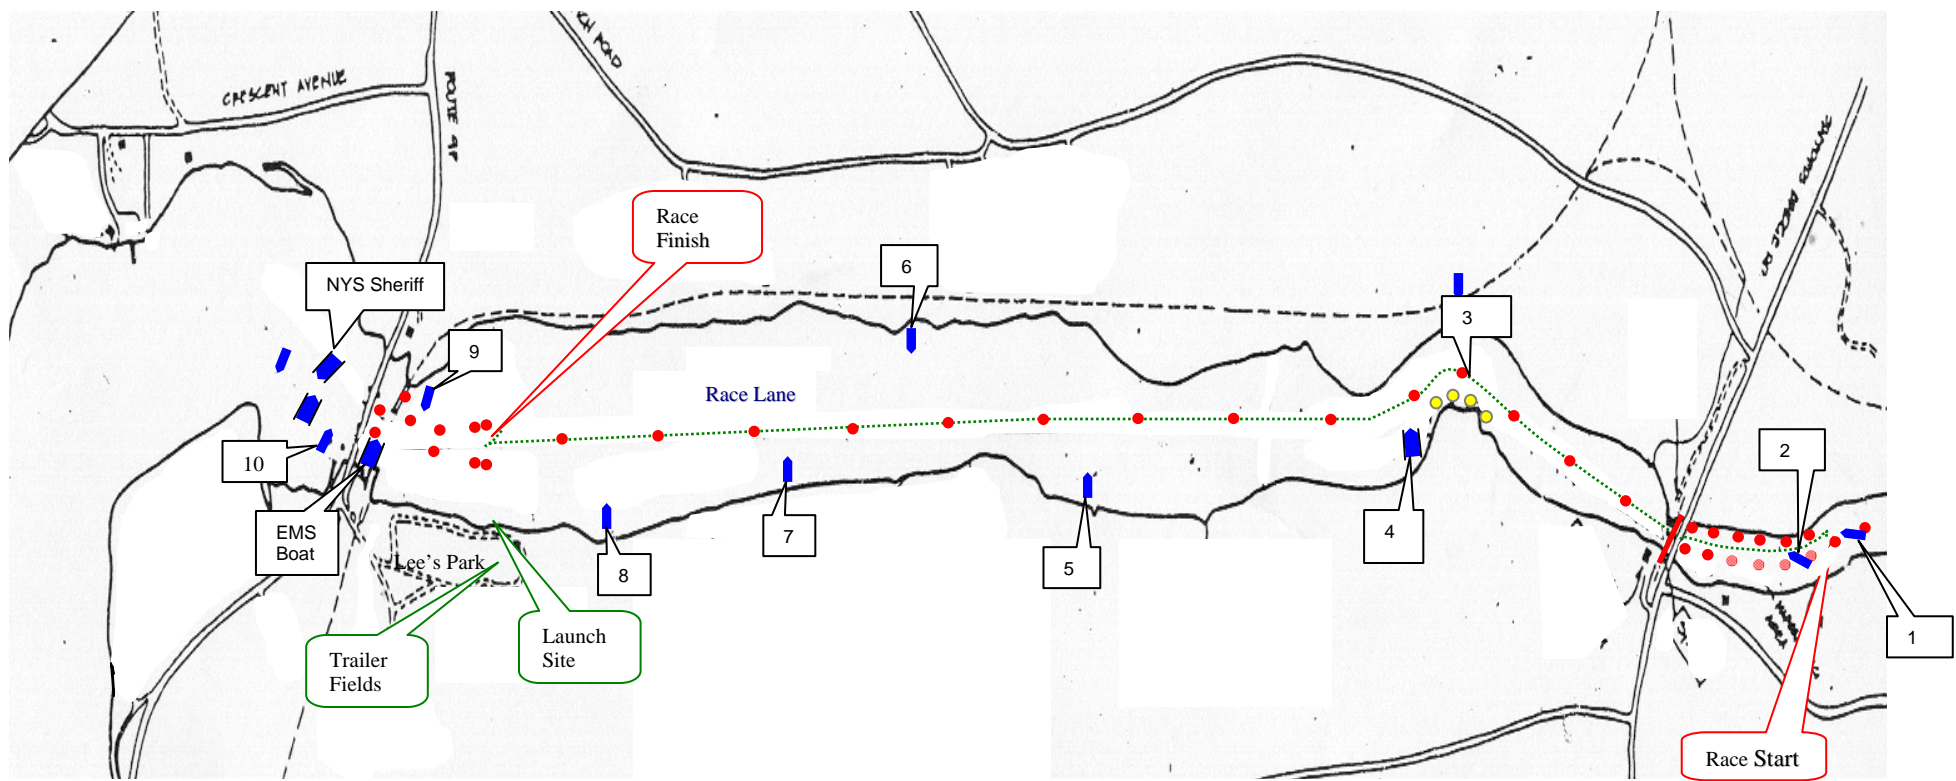 CRESCENT AVENUE
ROUTE 9P
Race
Finish
NYS Sheriff
6
3
9
Race Lane
10
2
EMS
Boat
Lee's Park
8
7
5
4
1
Launch
Site
Trailer
Fields
Race Start